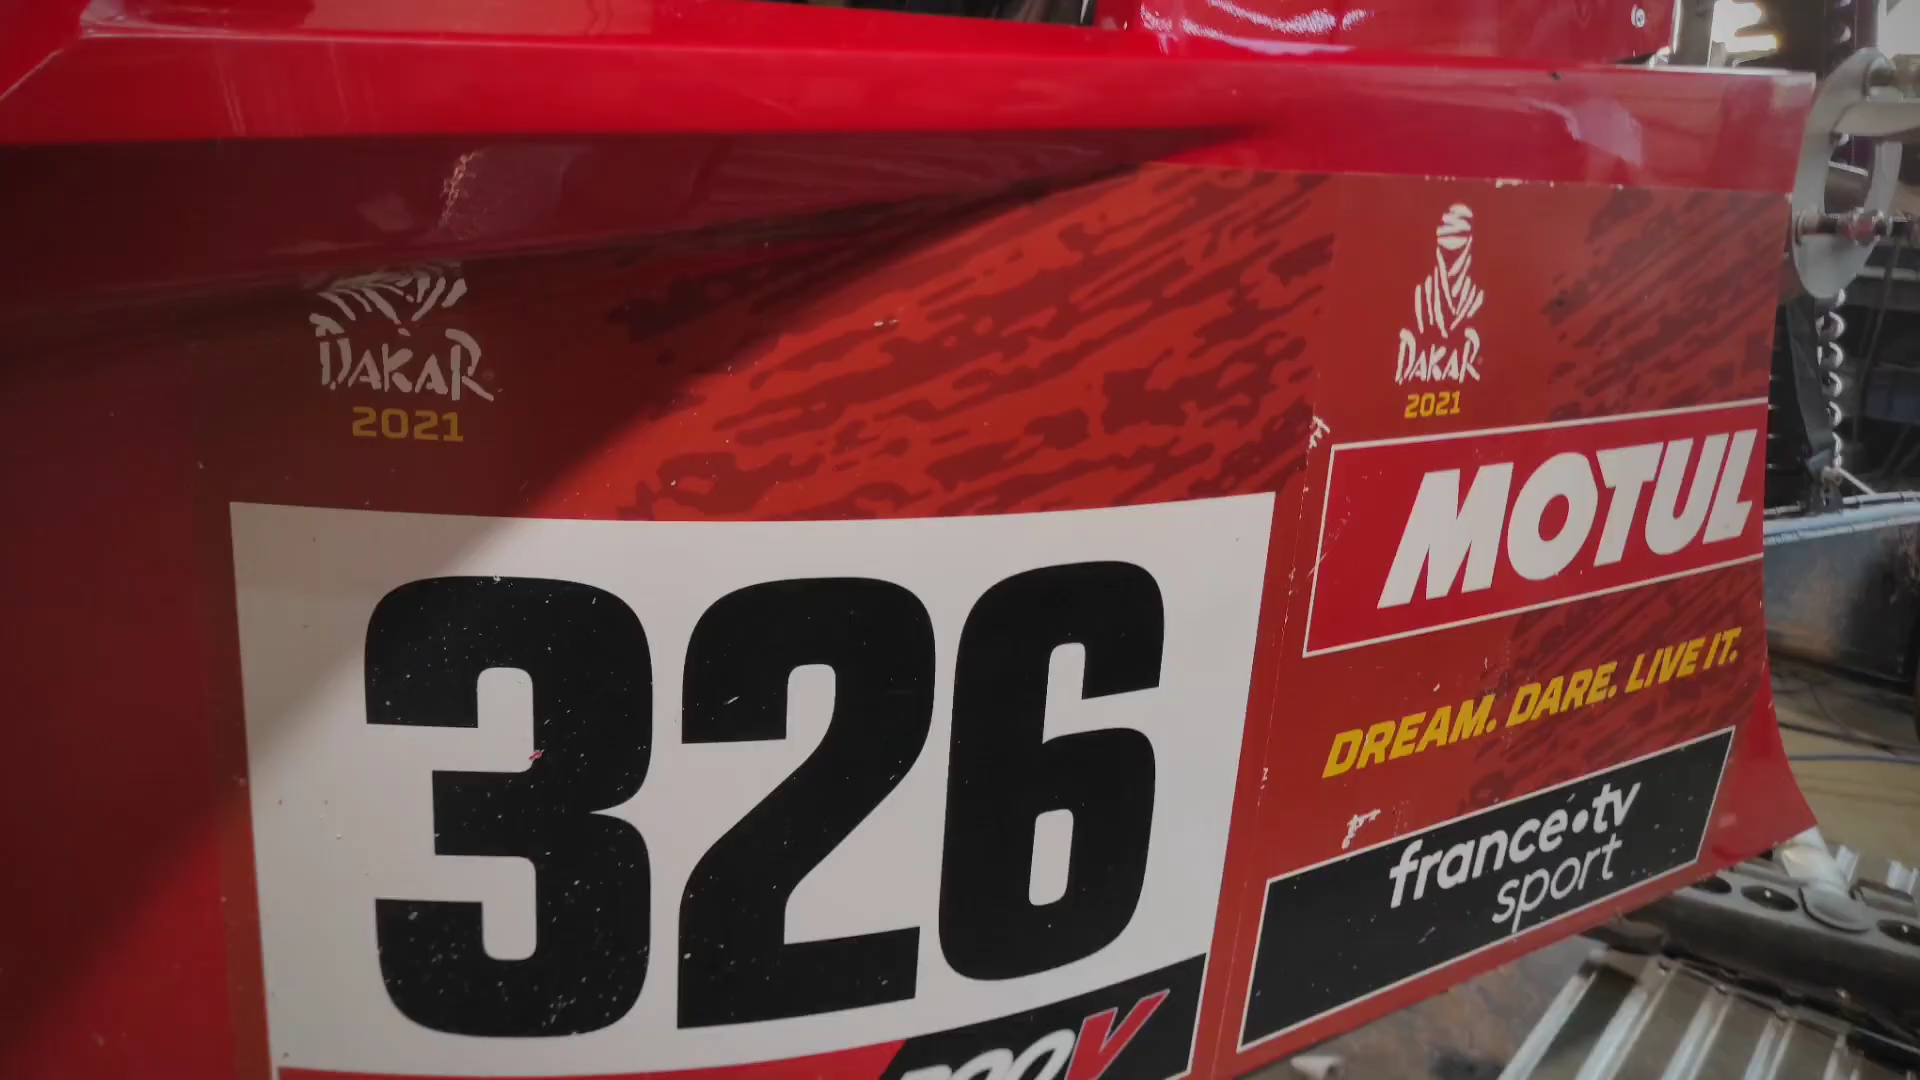 DAKAR
2021
326
DAKAR
2021
MOTUL
DREAM. DARE. LIVE IT.
france•tv
sport